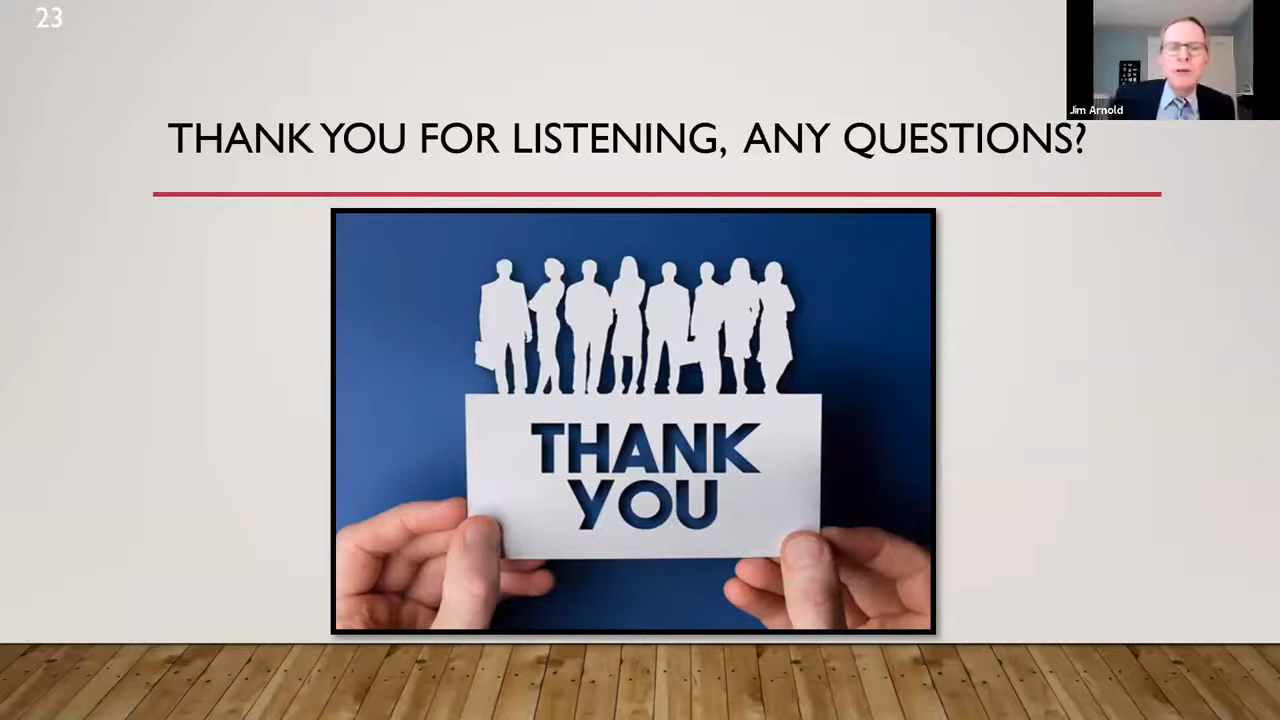 23
Jim Arnold
THANK YOU FOR LISTENING, ANY QUESTIONS?
THANK
YOU